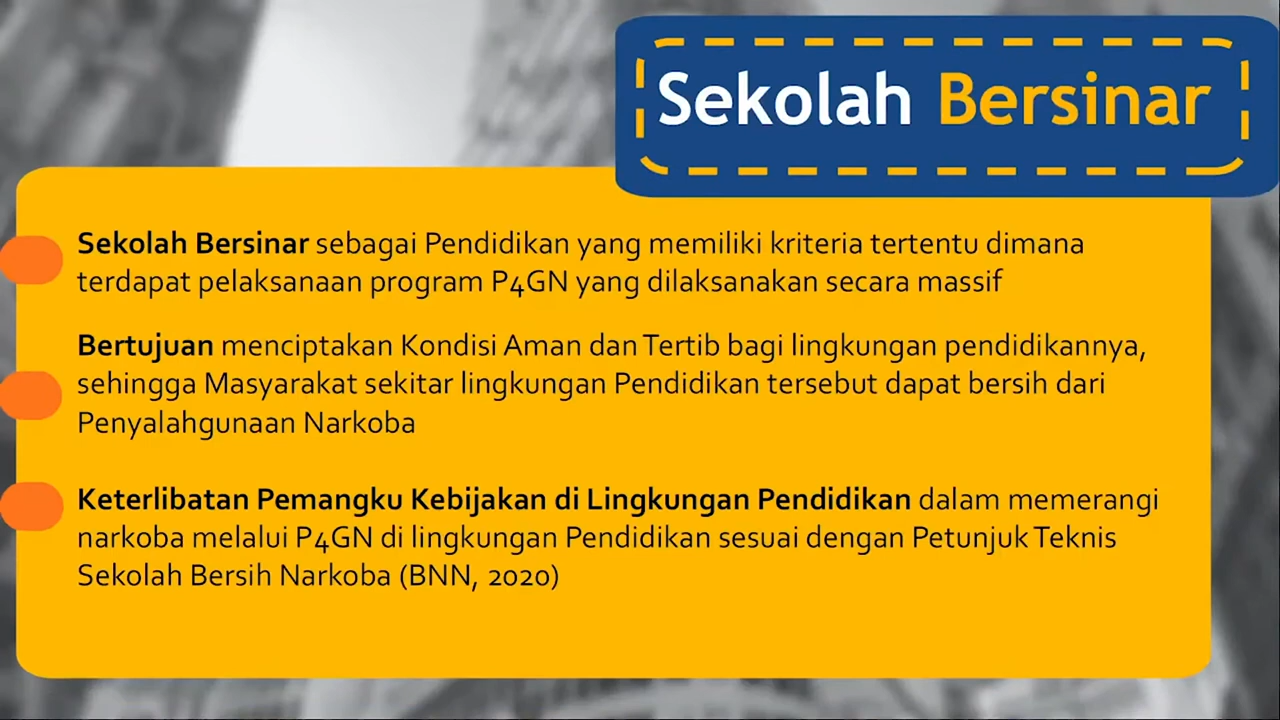 Sekolah Bersinar
Sekolah Bersinar sebagai Pendidikan yang memiliki kriteria tertentu dimana
terdapat pelaksanaan program P4GN yang dilaksanakan secara massif
Bertujuan menciptakan Kondisi Aman dan Tertib bagi lingkungan pendidikannya,
sehingga Masyarakat sekitar lingkungan Pendidikan tersebut dapat bersih dari
Penyalahgunaan Narkoba
Keterlibatan Pemangku Kebijakan di Lingkungan Pendidikan dalam memerangi
narkoba melalui P4GN di lingkungan Pendidikan sesuai dengan Petunjuk Teknis
Sekolah Bersih Narkoba (BNN, 2020)